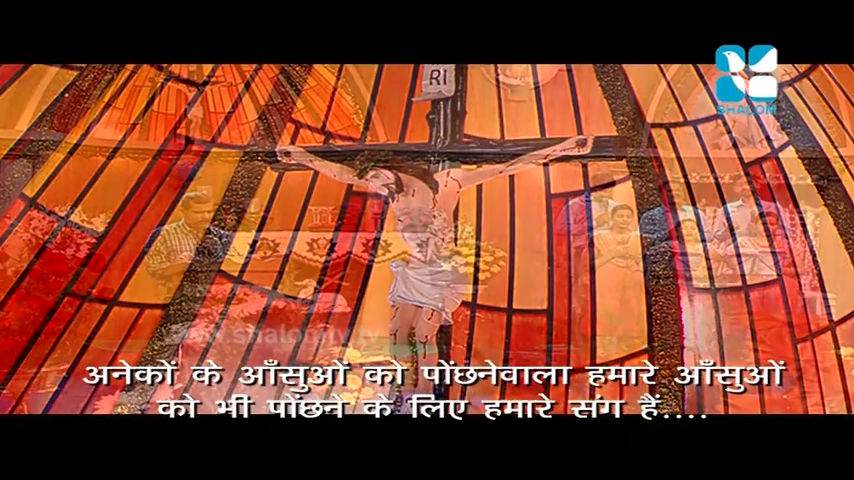 RI
SHALOM
अनेकों के आँसुओं को पोंछनेवाला हमारे आँसुओं
को भी पोंछने के लिए हमारे संग हैं....